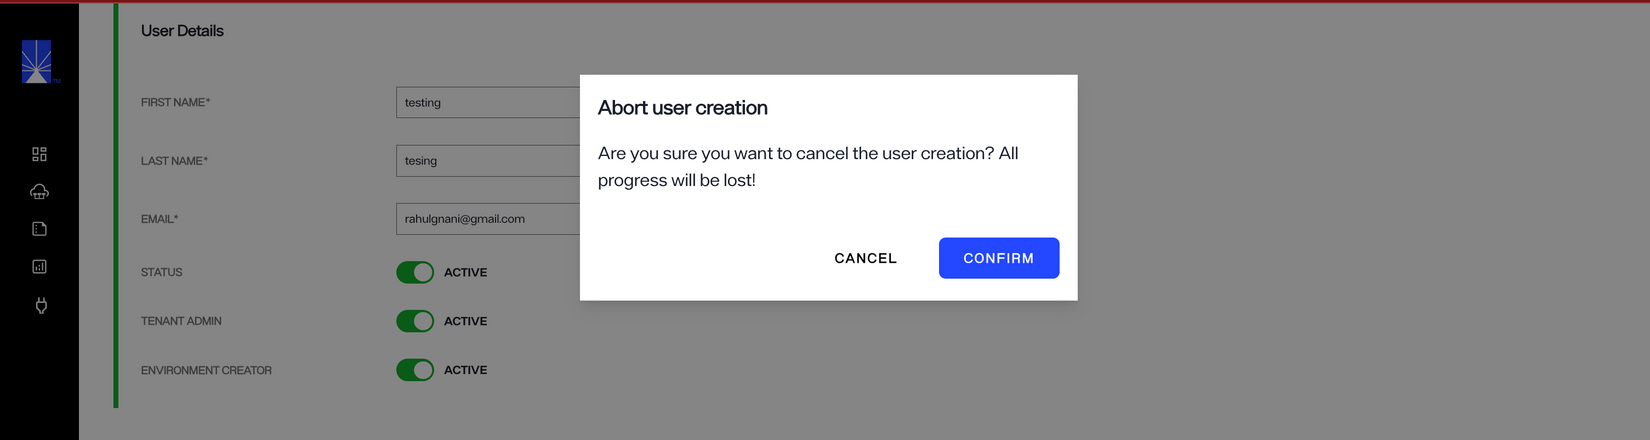 User Details
TM
FIRST NAME*
testing
LAST NAME*
tesing
EMAIL*
rahulgnani@gmail.com
STATUS
ACTIVE
TENANT ADMIN
ACTIVE
ENVIRONMENT CREATOR
ACTIVE
Abort user creation
Are you sure you want to cancel the user creation? All
progress will be lost!
CANCEL
CONFIRM